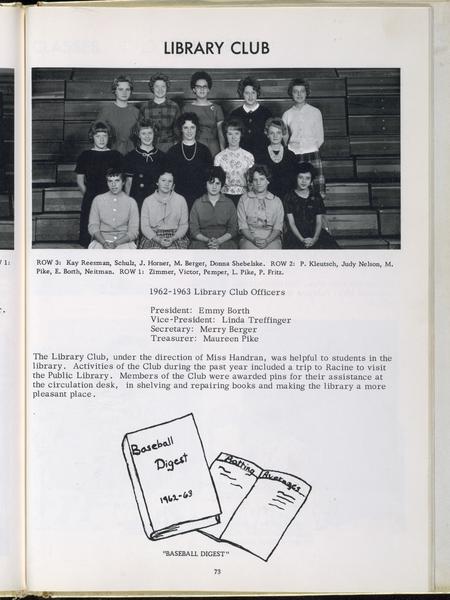 LIBRARY CLUB
ROW 3: Kay Reesman, Schulz, J. Horner, M. Berger, Donna Shebelske. ROW 2: P. Kleutsch, Judy Nelson, M.
Pike, E. Borth, Neitman. ROW 1: Zimmer, Victor, Pemper, L. Pike, P. Fritz.
1962-1963 Library Club Officers
President: Emmy Borth
Vice-President: Linda Treffinger
Secretary: Merry Berger
Treasurer: Maureen Pike
The Library Club, under the direction of Miss Handran, was helpful to students in the
library. Activities of the Club during the past year included a trip to Racine to visit
the Public Library. Members of the Club were awarded pins for their assistance at
the circulation desk, in shelving and repairing books and making the library a more
pleasant place.
Baseball
Digest
1962-63
Batting Averages
"BASEBALL DIGEST"
73